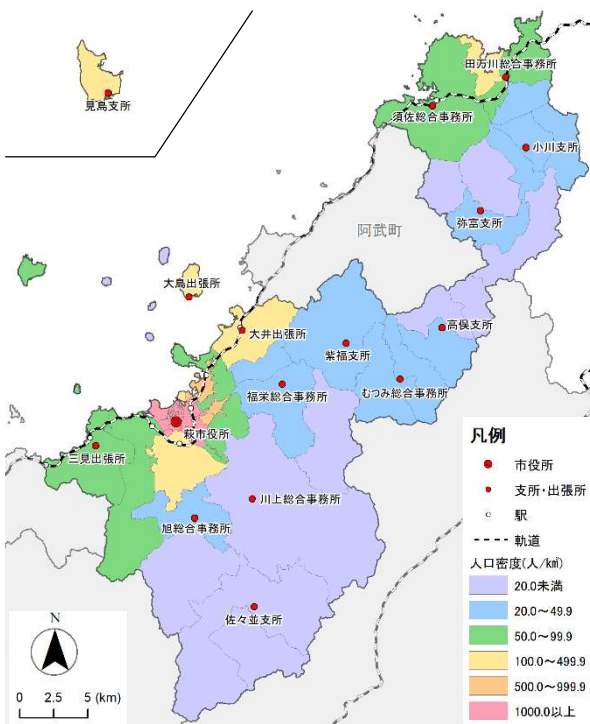 見島支所
田万川総合事務所
須佐総合事務所
小川支所
弥富支所
阿武町
大島出張所
大井出張所
高俣支所
紫福支所
むつみ総合事務所
福栄総合事務所
萩市役所
三見出張所
川上総合事務所
旭総合事務所
佐々並支所
N
0 2.5 5 (km)
凡例
市役所
支所・出張所
駅
軌道
人口密度(人/k㎡)
20.0未満
20.0～49.9
50.0～99.9
100.0～499.9
500.0～999.9
1000.0以上